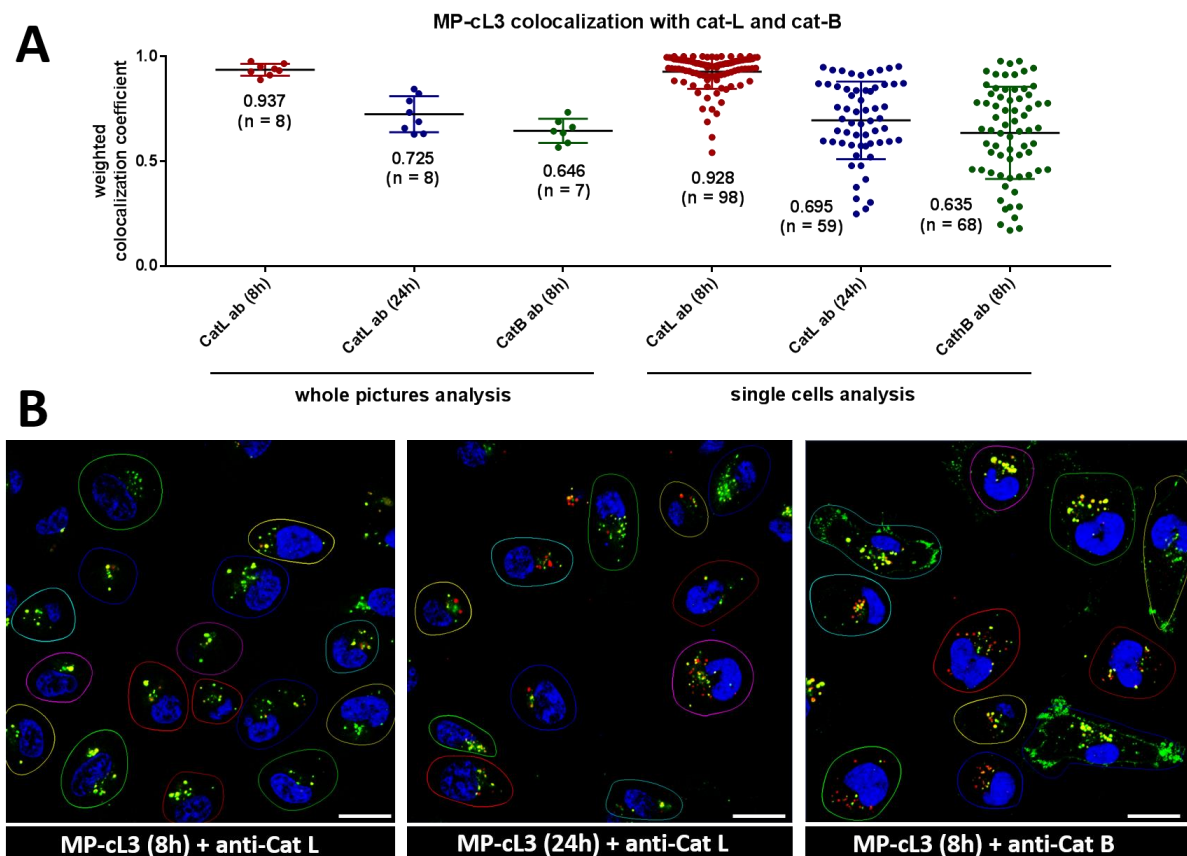 A
MP-cL3 colocalization with cat-L and cat-B
weighted
colocalization coefficient
1.0
0.5
0.0
0.937
(n = 8)
0.725
(n = 8)
0.646
(n = 7)
0.928
(n = 98)
0.695
(n = 59)
0.635
(n = 68)
CatL ab (8h)
CatL ab (24h)
CatB ab (8h)
CatL ab (8h)
CatL ab (24h)
CathB ab (8h)
whole pictures analysis
single cells analysis
B
MP-cL3 (8h) + anti-Cat L
MP-cL3 (24h) + anti-Cat L
MP-cL3 (8h) + anti-Cat B